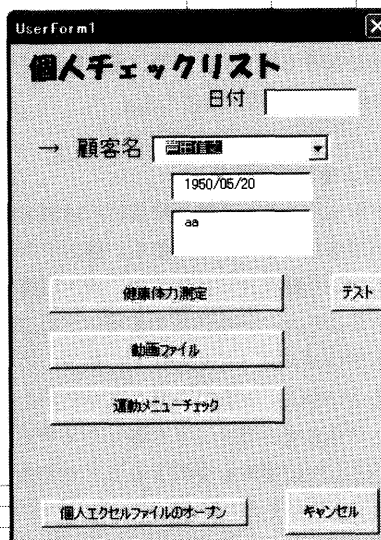 UserForm1
個人チェックリスト
日付
→ 顧客名
1950/05/20
aa
健康体力測定
テスト
動画ファイル
運動メニューチェック
個人エクセルファイルのオープン
キャンセル